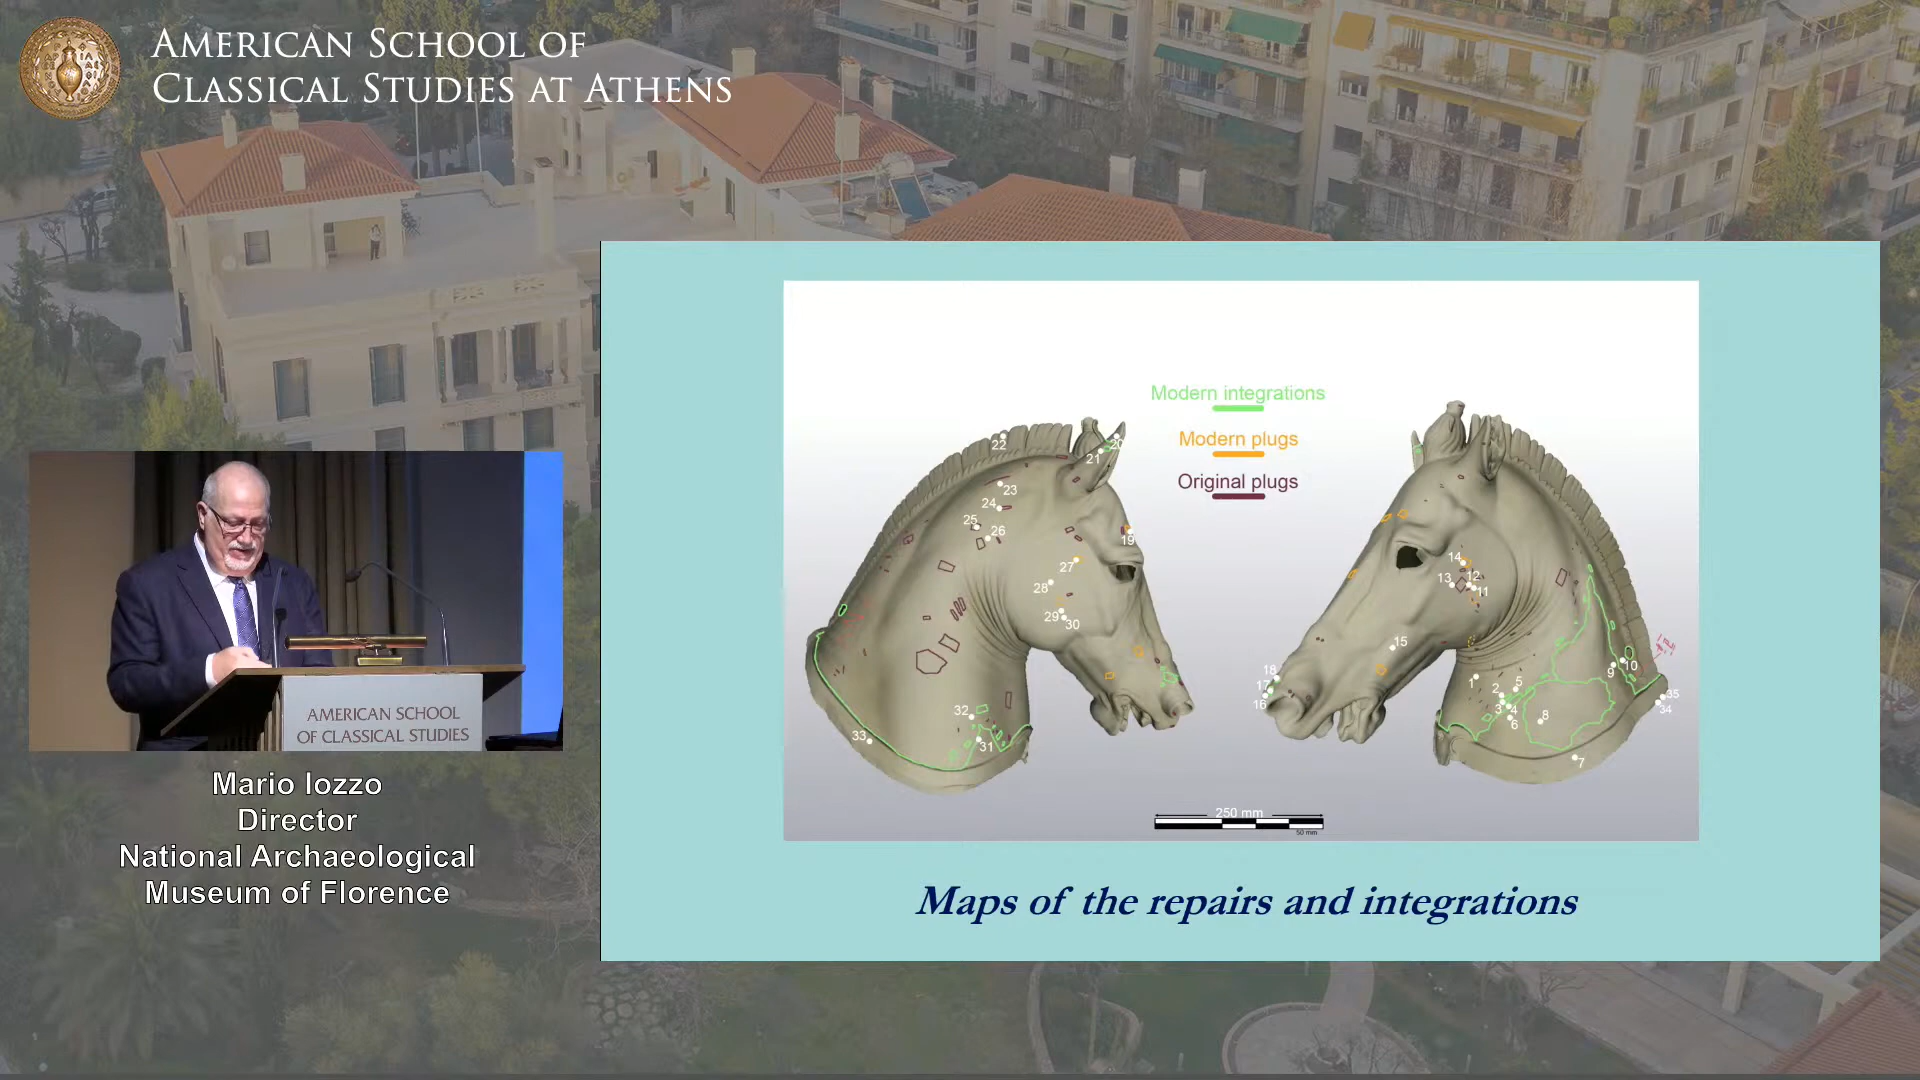 AMERICAN SCHOOL OF
CLASSICAL STUDIES AT ATHENS
AMERICAN SCHOOL
OF CLASSICAL STUDIES
Mario Iozzo
Director
National Archaeological
Museum of Florence
Modern integrations
Modern plugs
Original plugs
22
20
21
23
24
25
26
19
27
28
29
30
32
31
33
14
13
12
11
15
18
17
16
1
2
5
3
4
6
8
9
10
35
34
7
250 mm
50 mm
Maps of the repairs and integrations